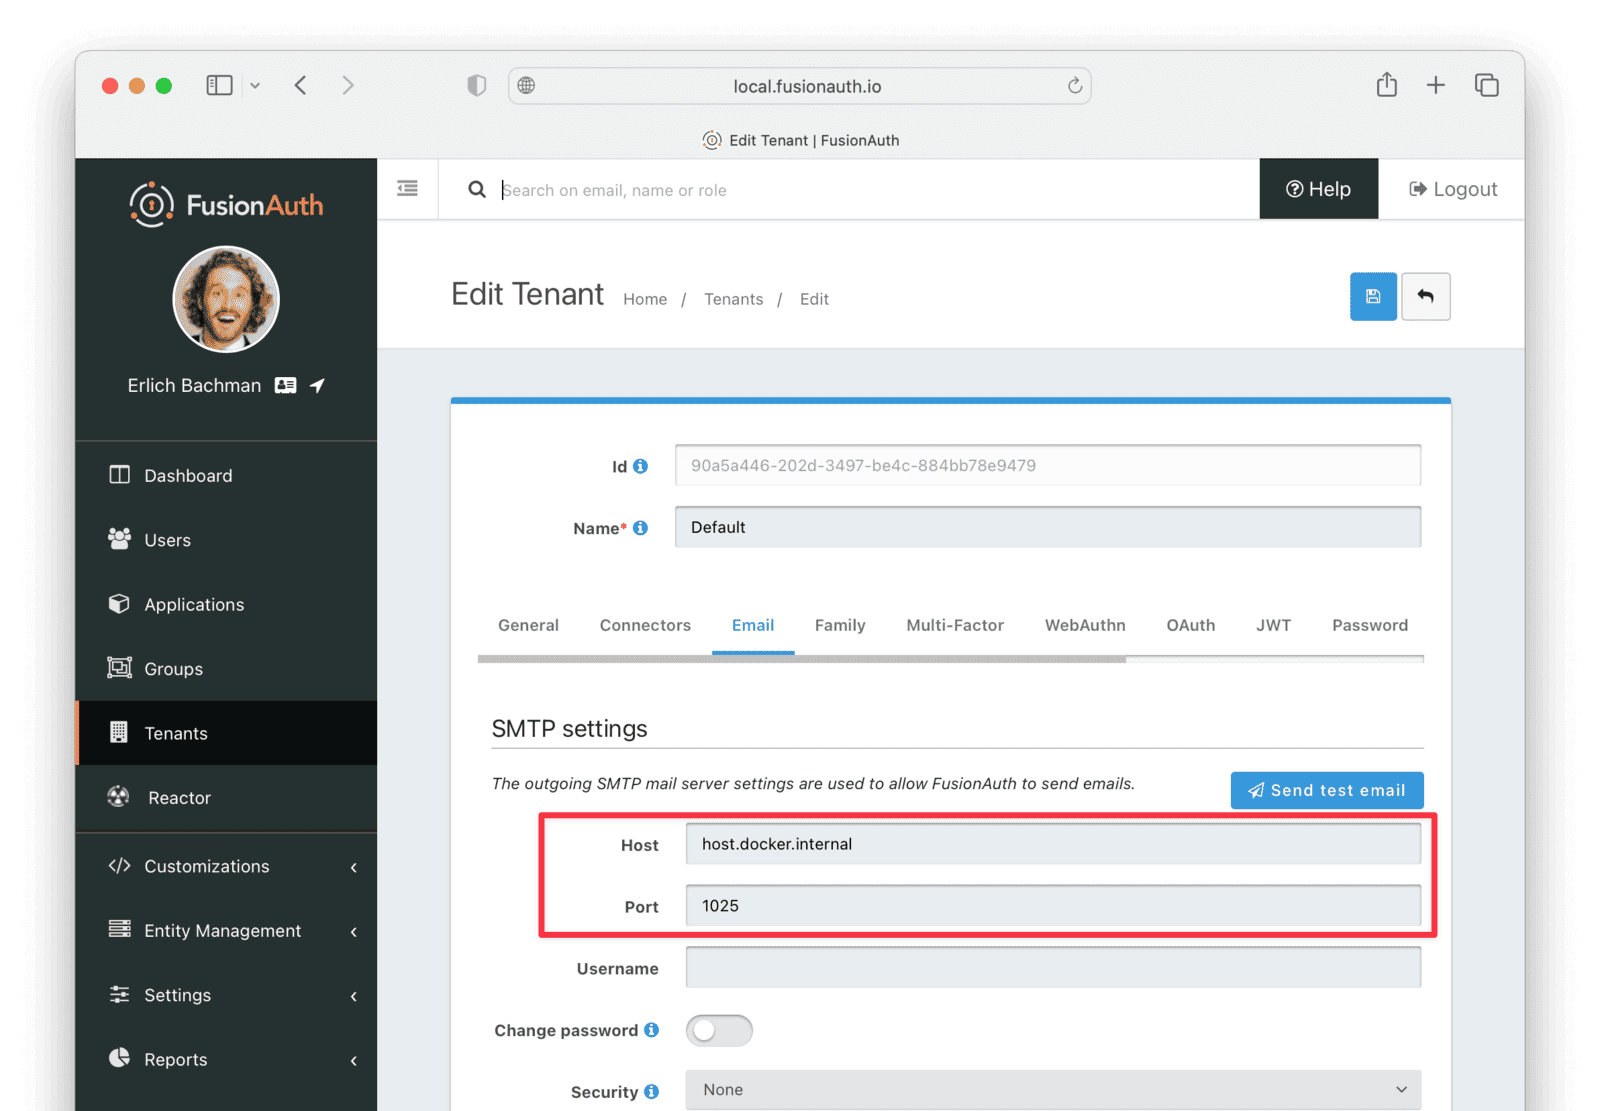 local.fusionauth.io
Edit Tenant | FusionAuth
FusionAuth
Search on email, name or role
Help
Logout
Erlich Bachman
Edit Tenant
Home / Tenants / Edit
Dashboard
Users
Applications
Groups
Tenants
Reactor
Customizations
Entity Management
Settings
Reports
Id
90a5a446-202d-3497-be4c-884bb78e9479
Name*
Default
General Connectors Email Family Multi-Factor WebAuthn OAuth JWT Password
SMTP settings
The outgoing SMTP mail server settings are used to allow FusionAuth to send emails.
Send test email
Host
host.docker.internal
Port
1025
Username
Change password
Security
None